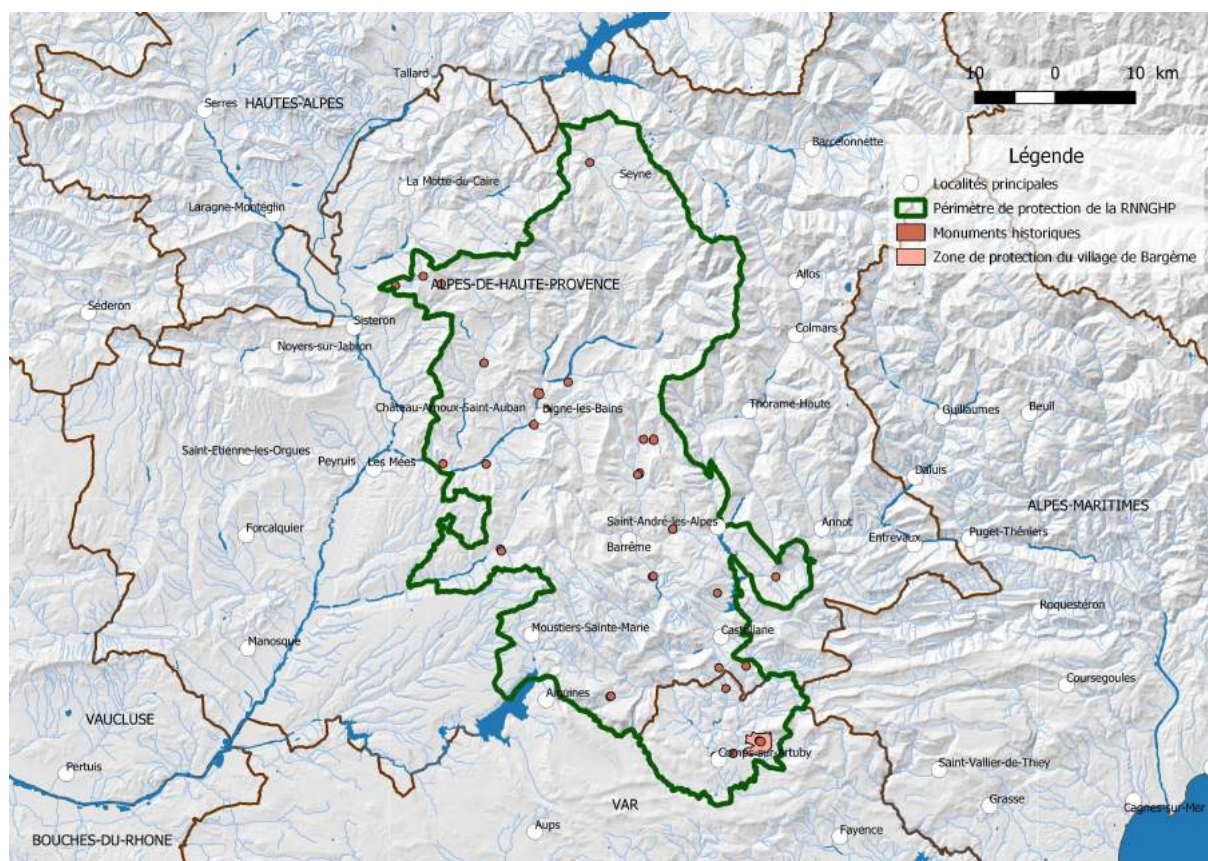 Tallard
10 0 10 km
Serres
HAUTES-ALPES
Barcelonnette
Légende
Localités principales
Périmètre de protection de la RNNGHP
Monuments historiques
Zone de protection du village de Bargème
La Motte-du-Caire
Seyne
Laragne-Montéglin
Allos
ALPES-DE-HAUTE-PROVENCE
Séderon
Sisteron
Colmars
Noyers-sur-Jabron
Château-Arnoux-Saint-Auban
Digne-les-Bains
Thorame-Haute
Guillaumes
Beuil
Saint-Etienne-les-Orgues
Peyruis
Les Mées
Daluis
ALPES-MARITIMES
Forcalquier
Saint-André-les-Alpes
Annot
Barrême
Entrevaux
Puget-Théniers
Roquestéron
Manosque
Moustiers-Sainte-Marie
Castellane
Coursegoules
Aiguines
VAUCLUSE
Comps-sur-Artuby
Pertuis
Saint-Vallier-de-Thiey
VAR
Grasse
Cagnes-sur-Mer
BOUCHES-DU-RHONE
Aups
Fayence